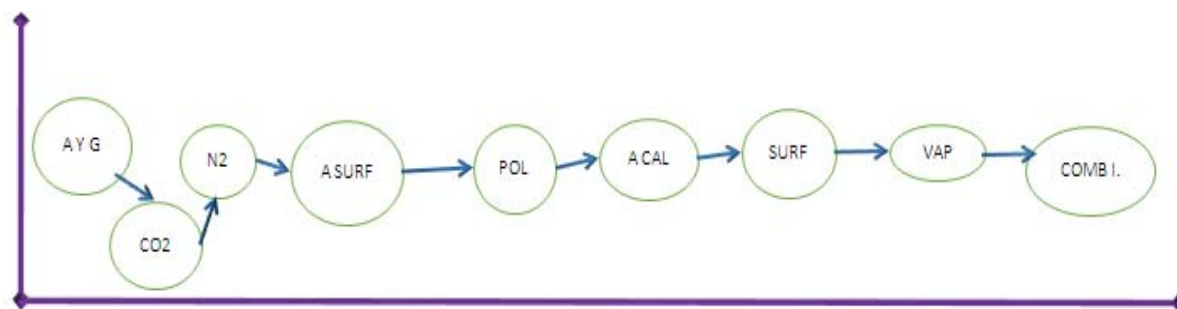 A Y G
CO2
N2
A SURF
POL
A CAL
SURF
VAP
COMB I.